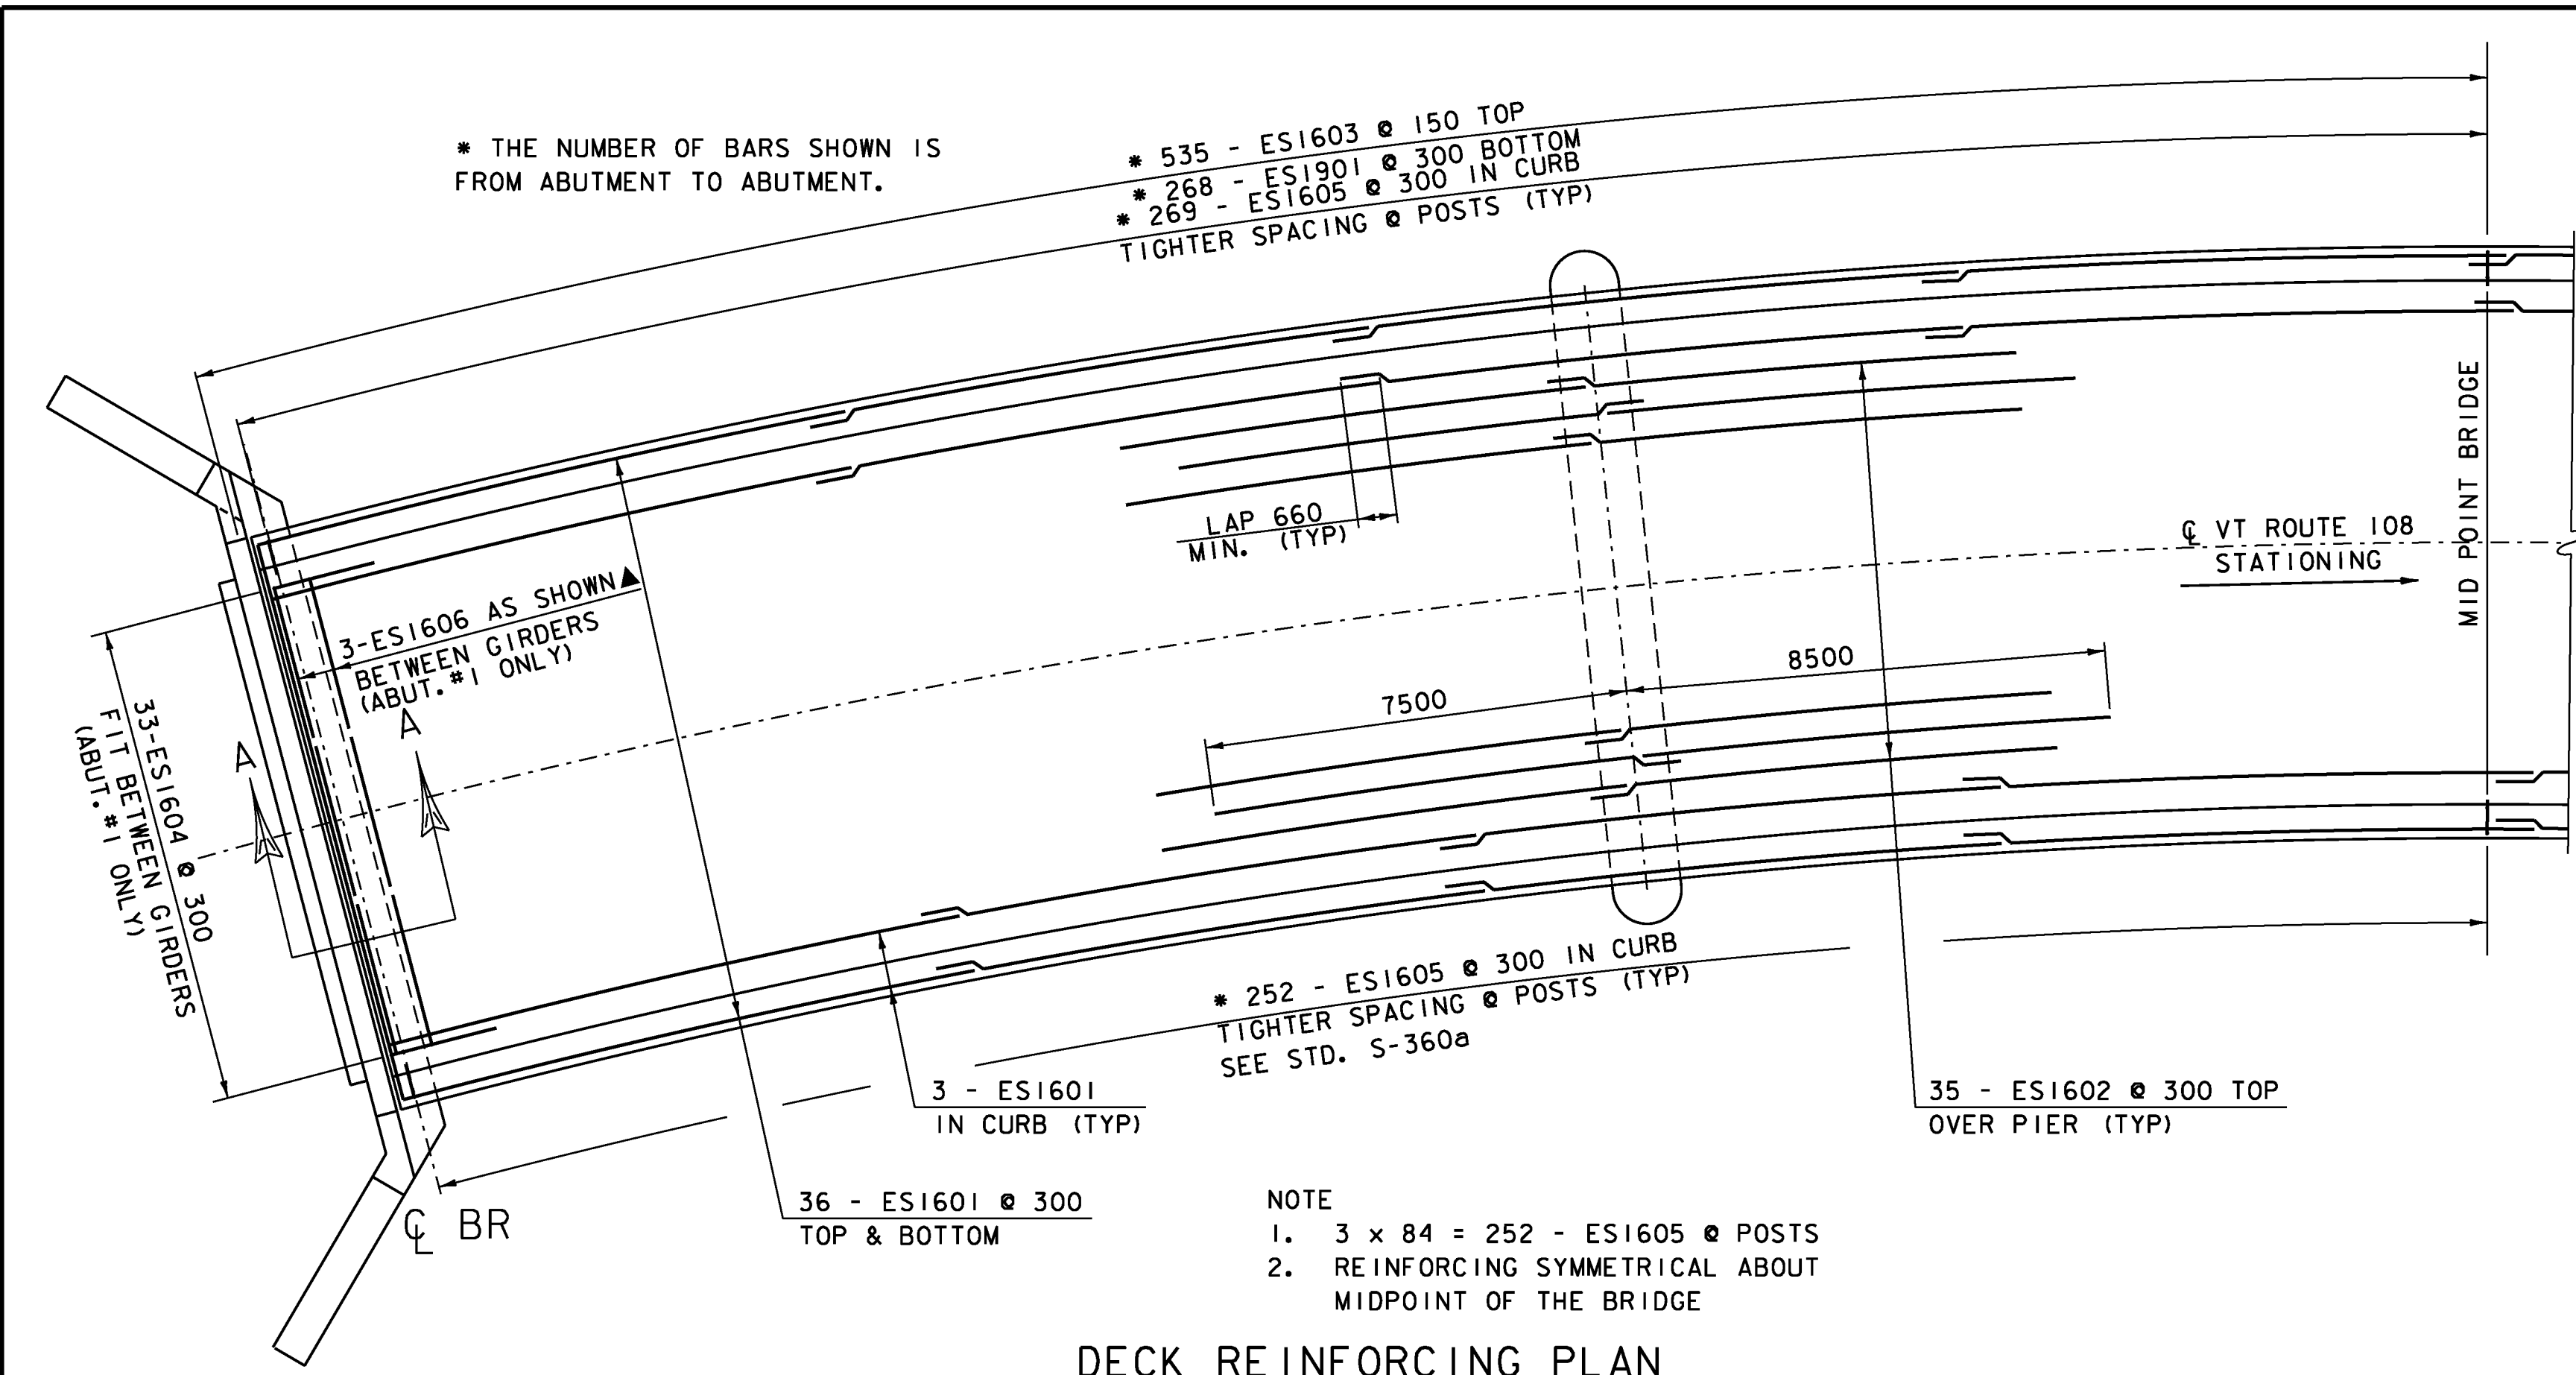 * THE NUMBER OF BARS SHOWN IS
FROM ABUTMENT TO ABUTMENT.
* 535 - ES1603 @ 150 TOP
* 268 - ES1901 @ 300 BOTTOM
* 269 - ES1605 @ 300 IN CURB
TIGHTER SPACING @ POSTS (TYP)
LAP 660
MIN. (TYP)
℄ VT ROUTE 108
STATIONING
MID POINT BRIDGE
3-ES1606 AS SHOWN▲
BETWEEN GIRDERS
(ABUT.#1 ONLY)
33-ES1604 @ 300
FIT BETWEEN GIRDERS
(ABUT.#1 ONLY)
A
A
7500
8500
* 252 - ES1605 @ 300 IN CURB
TIGHTER SPACING @ POSTS (TYP)
SEE STD. S-360a
3 - ES1601
IN CURB (TYP)
35 - ES1602 @ 300 TOP
OVER PIER (TYP)
36 - ES1601 @ 300
TOP & BOTTOM
℄ BR
NOTE
1. 3 x 84 = 252 - ES1605 @ POSTS
2. REINFORCING SYMMETRICAL ABOUT
MIDPOINT OF THE BRIDGE
DECK REINFORCING PLAN